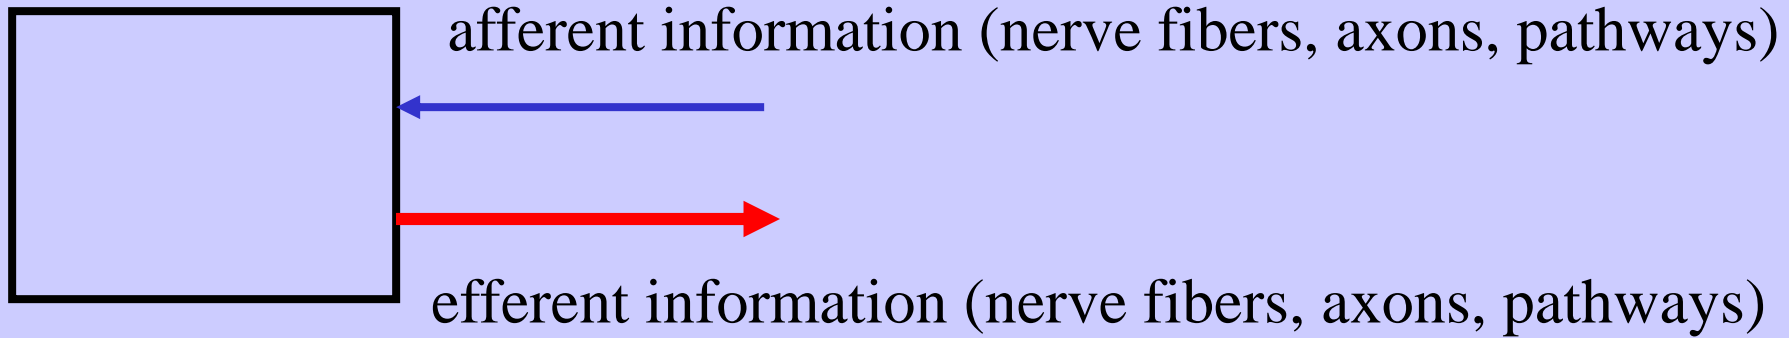 afferent information (nerve fibers, axons, pathways)
efferent information (nerve fibers, axons, pathways)